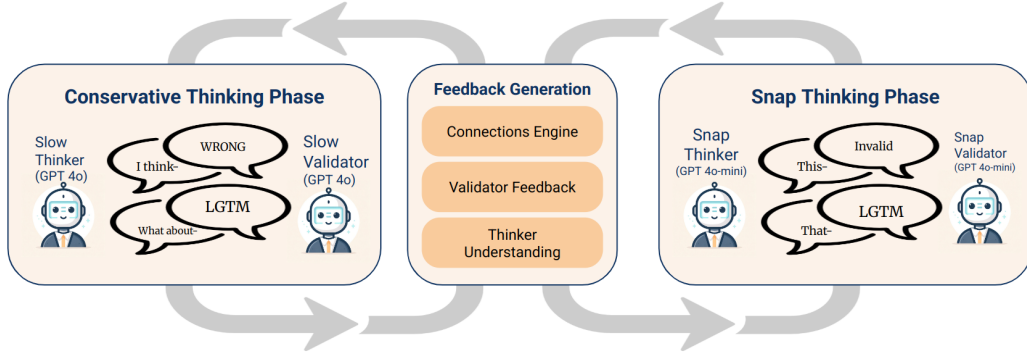 Conservative Thinking Phase
Slow
Thinker
(GPT 4o)
WRONG
I think-
Slow
Validator
(GPT 4o)
LGTM
What about-
Feedback Generation
Connections Engine
Validator Feedback
Thinker
Understanding
Snap Thinking Phase
Snap
Thinker
(GPT 4o-mini)
Invalid
This-
Snap
Validator
(GPT 4o-mini)
LGTM
That-